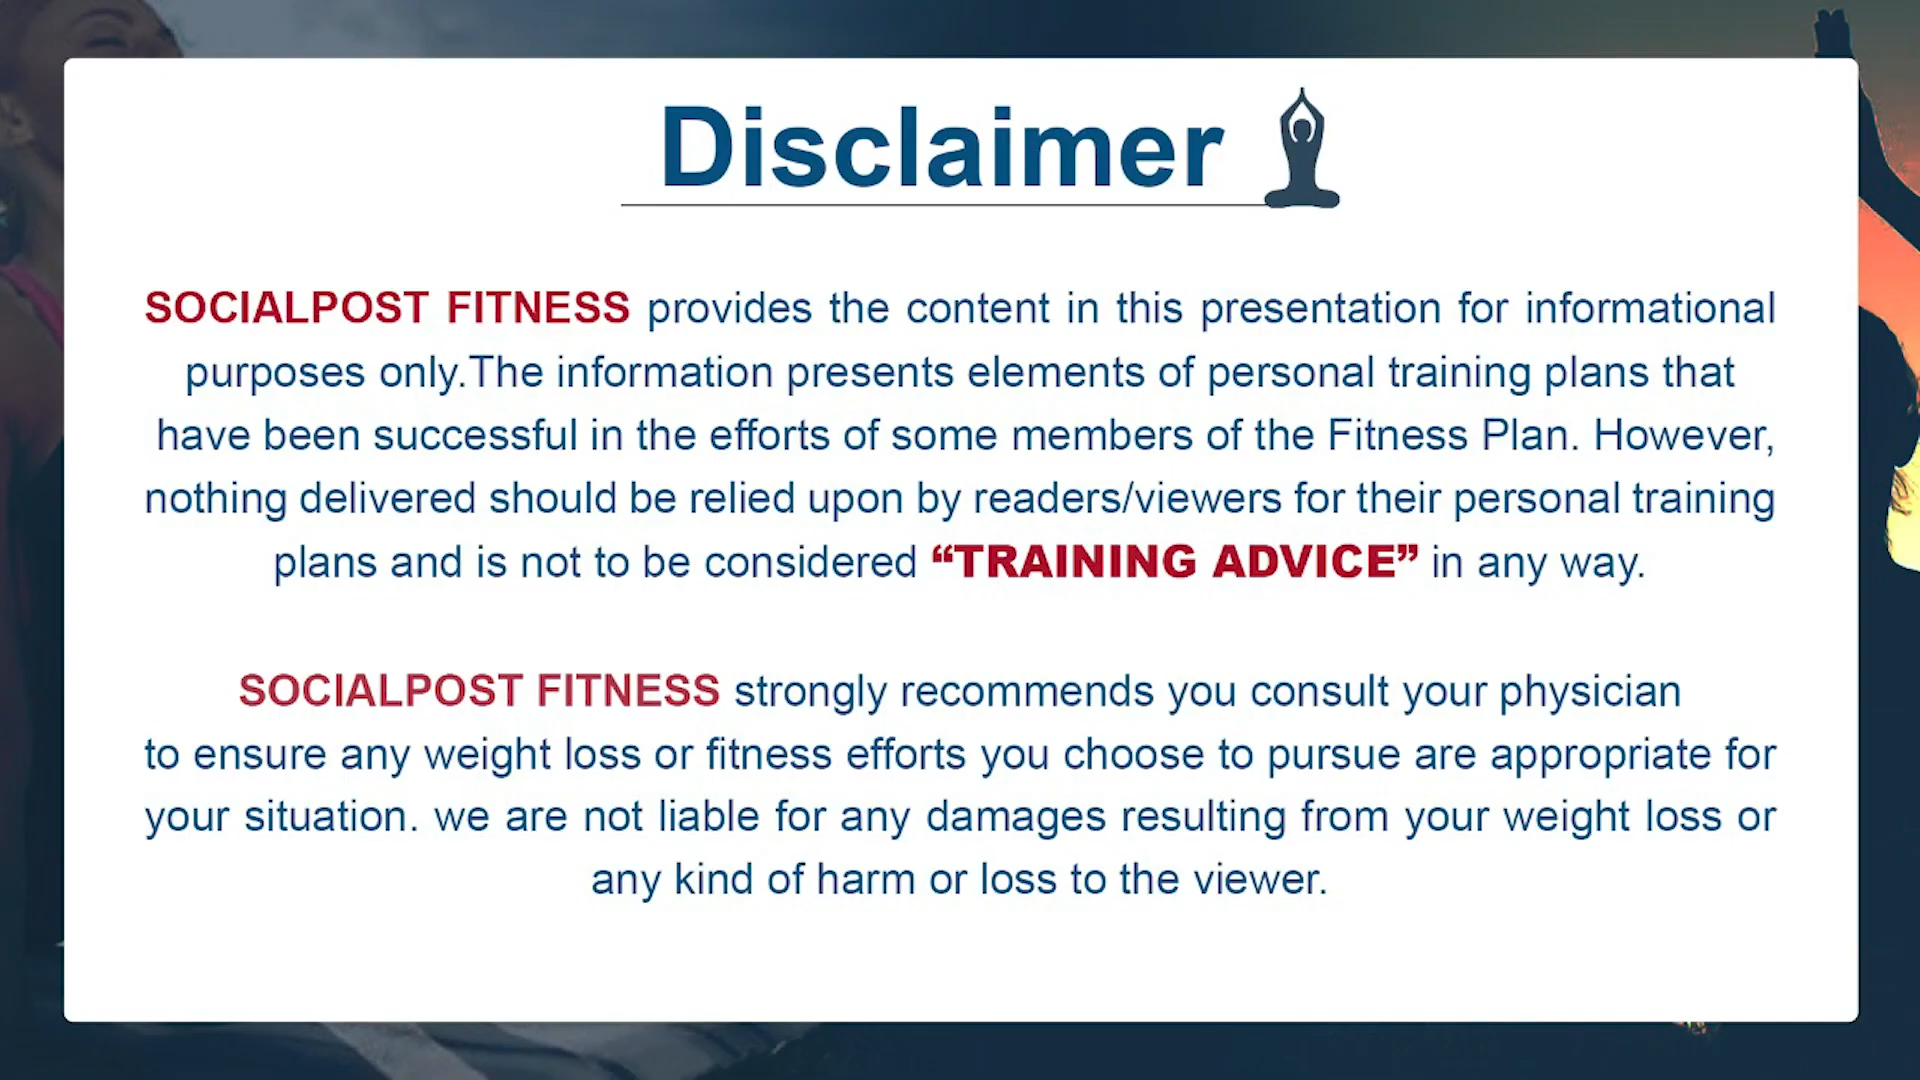 Disclaimer
SOCIALPOST FITNESS provides the content in this presentation for informational
purposes only.The information presents elements of personal training plans that
have been successful in the efforts of some members of the Fitness Plan. However,
nothing delivered should be relied upon by readers/viewers for their personal training
plans and is not to be considered “TRAINING ADVICE” in any way.
SOCIALPOST FITNESS strongly recommends you consult your physician
to ensure any weight loss or fitness efforts you choose to pursue are appropriate for
your situation. we are not liable for any damages resulting from your weight loss or
any kind of harm or loss to the viewer.